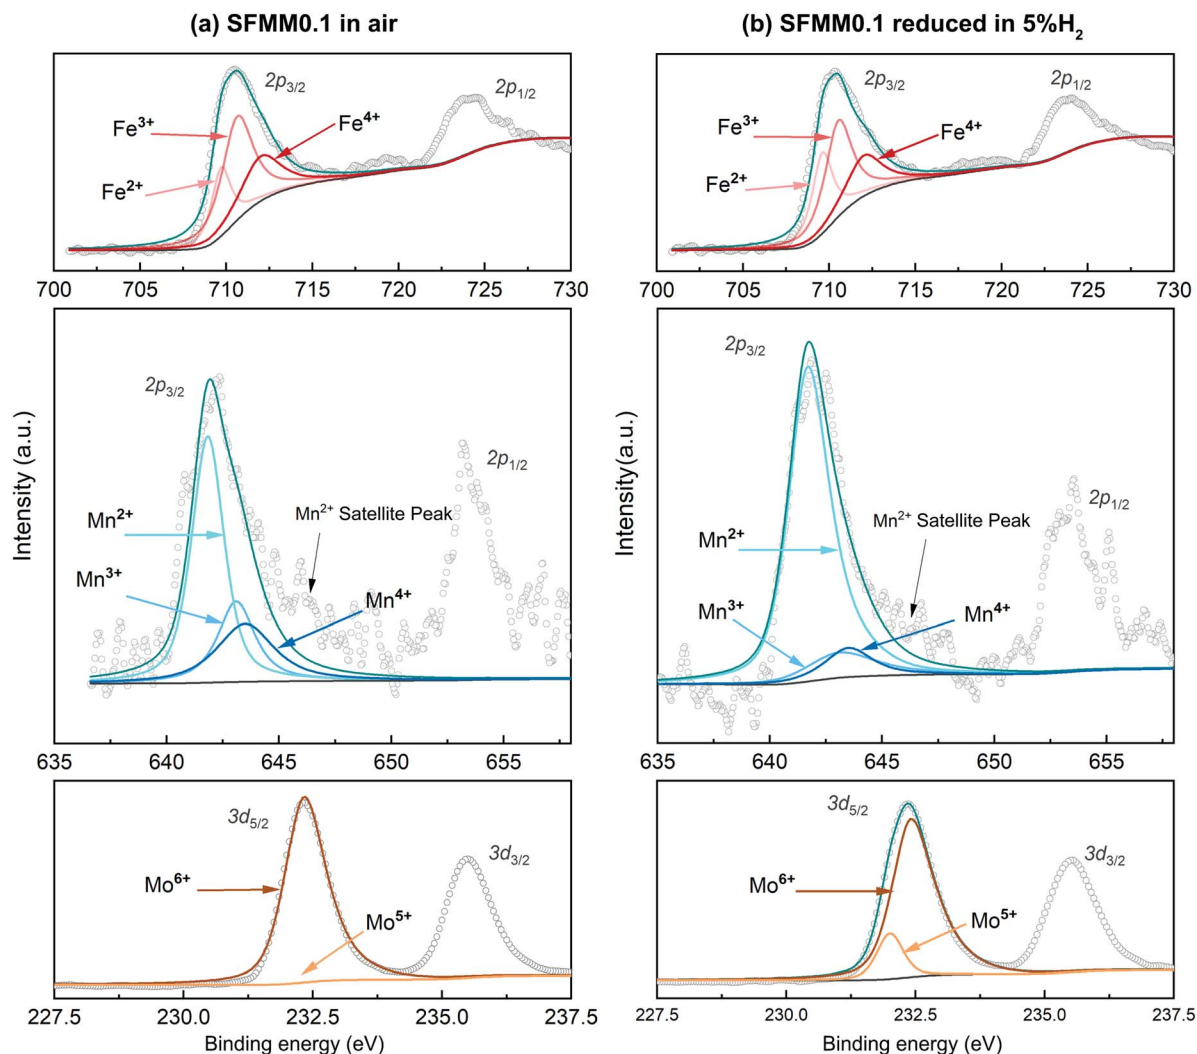 (a) SFMM0.1 in air
(b) SFMM0.1 reduced in 5%H₂
2p₃/₂
2p₁/₂
Fe³⁺
Fe⁴⁺
Fe²⁺
700 705 710 715 720 725 730
2p₃/₂
2p₁/₂
Fe³⁺
Fe⁴⁺
Fe²⁺
700 705 710 715 720 725 730
Intensity (a.u.)
2p₃/₂
2p₁/₂
Mn²⁺
Mn²⁺ Satellite Peak
Mn³⁺
Mn⁴⁺
635 640 645 650 655
Intensity(a.u.)
2p₃/₂
2p₁/₂
Mn²⁺ Satellite Peak
Mn²⁺
Mn³⁺
Mn⁴⁺
635 640 645 650 655
3d₅/₂
3d₃/₂
Mo⁶⁺
Mo⁵⁺
227.5 230.0 232.5 235.0 237.5
Binding energy (eV)
3d₅/₂
3d₃/₂
Mo⁶⁺
Mo⁵⁺
227.5 230.0 232.5 235.0 237.5
Binding energy (eV)